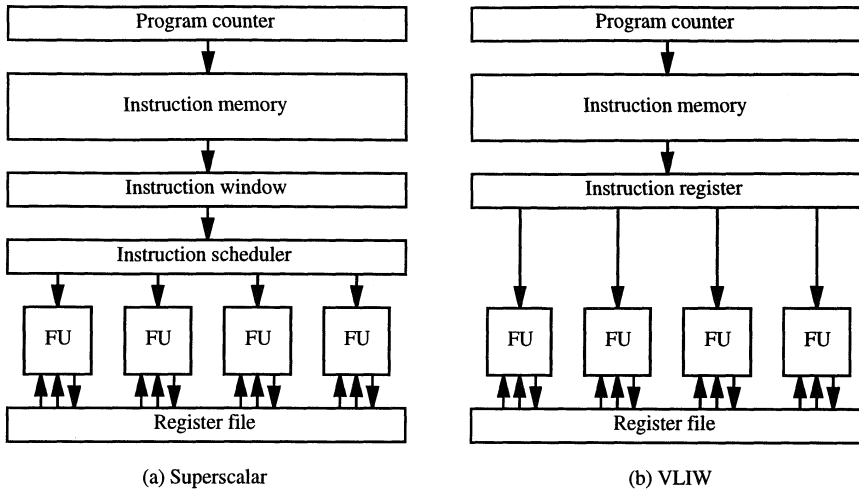 Program counter
Instruction memory
Instruction window
Instruction scheduler
FU FU FU FU
Register file
(a) Superscalar
Program counter
Instruction memory
Instruction register
FU FU FU FU
Register file
(b) VLIW